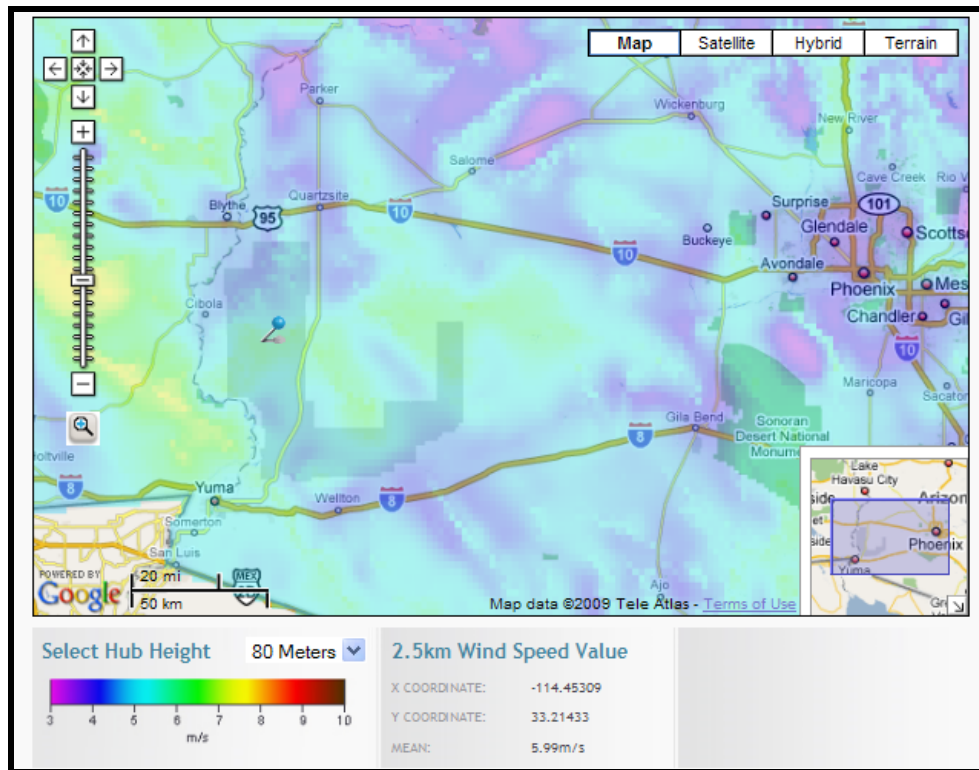 Map Satellite Hybrid Terrain
Parker
Wickenburg
New River
Salome
Cave Creek Rio V
Quartzsite
10
Blythe
95
10
Surprise
101
Glendale
Scotts
Buckeye
10
Avondale
Phoenix
Mes
Cibola
Chandler
Gil
10
Maricopa
Sacaton
Gila Bend
Sonoran
Desert National
Monume
8
oltville
8
Yuma
Wellton
8
Somerton
San Luis
Lake
Havasu City
side
Arizon
et
side
Phoenix
Yuma
Gr
POWERED BY
Google
20 mi
50 km
MEX
Ajo
Map data ©2009 Tele Atlas - Terms of Use
Select Hub Height 80 Meters
3 4 5 6 7 8 9 10
m/s
2.5km Wind Speed Value
X COORDINATE: -114.45309
Y COORDINATE: 33.21433
MEAN: 5.99m/s